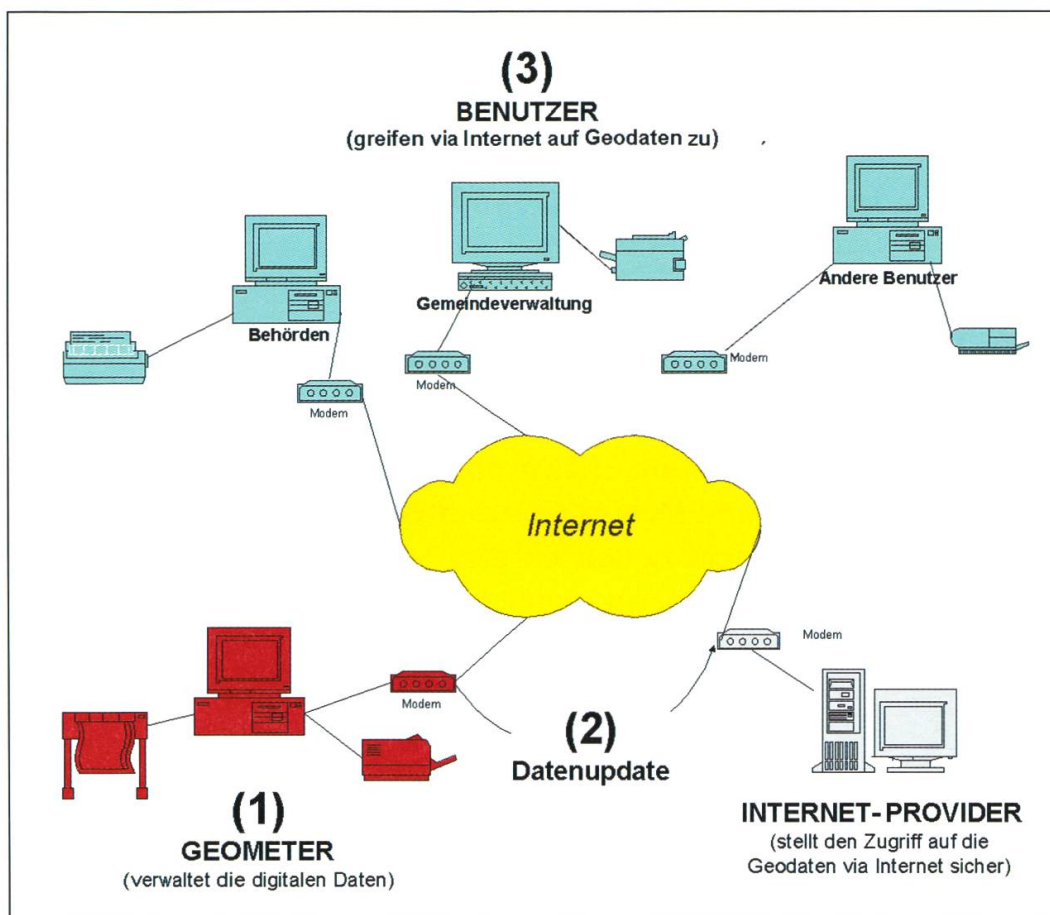 (3)
BENUTZER
(greifen via Internet auf Geodaten zu)
Behörden
Gemeindeverwaltung
Andere Benutzer
Modem
Modem
Modem
Internet
Modem
Modem
(2)
Datenupdate
(1)
GEOMETER
(verwaltet die digitalen Daten)
INTERNET-PROVIDER
(stellt den Zugriff auf die
Geodaten via Internet sicher)